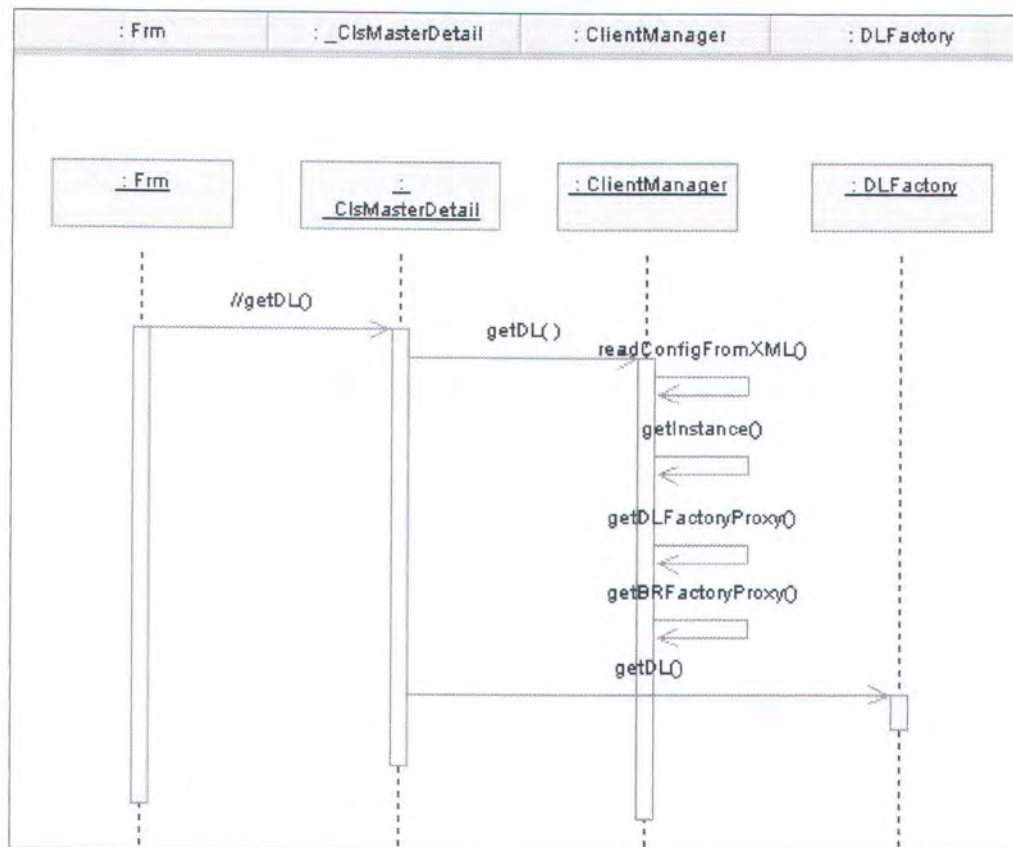 : Frm
: _ClsMasterDetail
: ClientManager
: DLFactory
: Frm
:
_ClsMasterDetail
: ClientManager
: DLFactory
//getDL()
getDL( )
readConfigFromXML()
getInstance()
getDLFactoryProxy()
getBRFactoryProxy()
getDL()